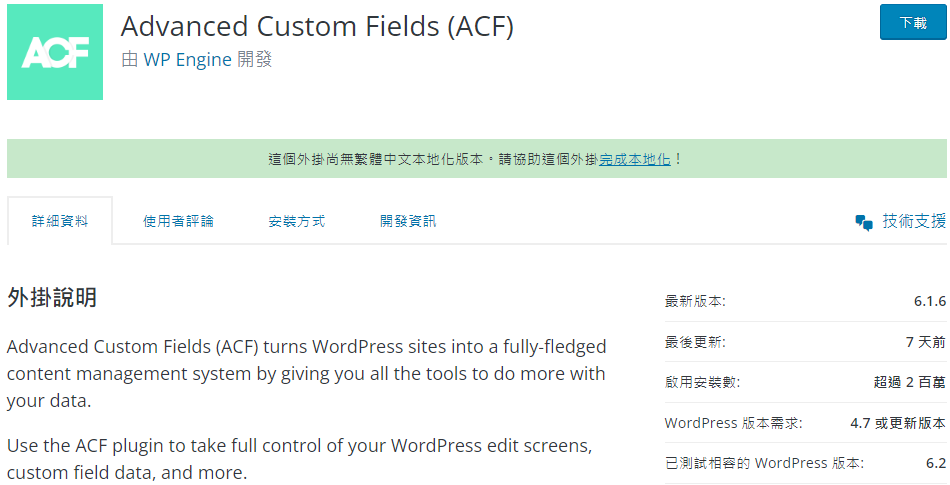 ACF
Advanced Custom Fields (ACF)
由 WP Engine 開發
下載
這個外掛尚無繁體中文本地化版本。請協助這個外掛完成本地化！
詳細資料
使用者評論
安裝方式
開發資訊
技術支援
外掛說明
Advanced Custom Fields (ACF) turns WordPress sites into a fully-fledged
content management system by giving you all the tools to do more with
your data.
Use the ACF plugin to take full control of your WordPress edit screens,
custom field data, and more.
最新版本: 6.1.6
最後更新: 7 天前
啟用安裝數: 超過 2 百萬
WordPress 版本需求: 4.7 或更新版本
已測試相容的 WordPress 版本: 6.2